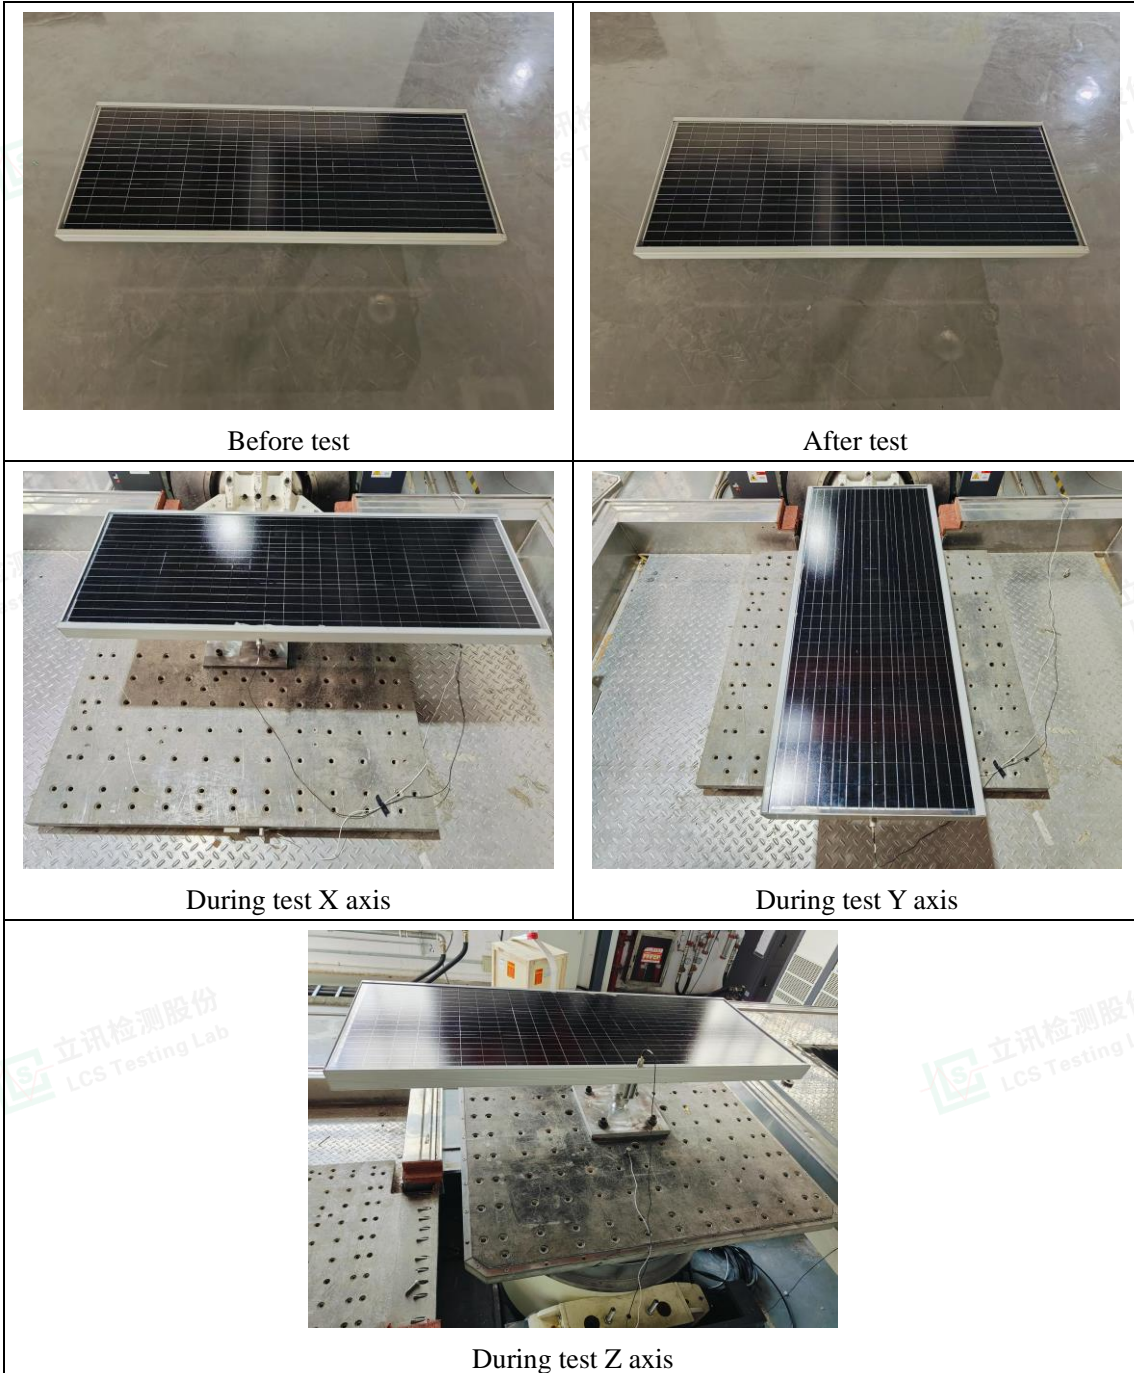 Before test
After test
During test X axis
During test Y axis
立讯检测股份
LCS Testing Lab
立讯检测股份
LCS Testing L
During test Z axis